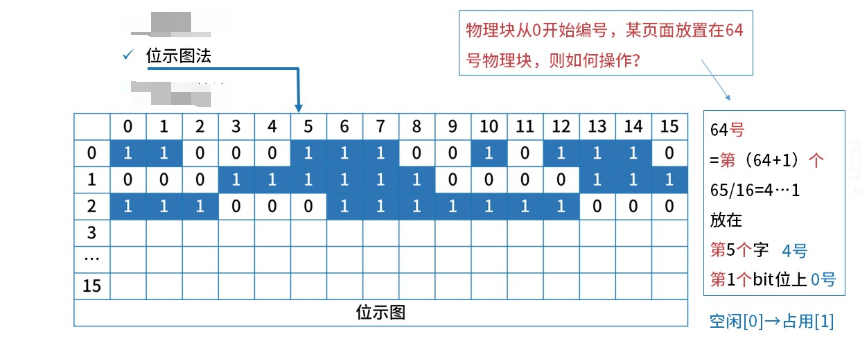 ✓ 位示图法
物理块从0开始编号，某页面放置在64
号物理块，则如何操作？
0 1 2 3 4 5 6 7 8 9 10 11 12 13 14 15
0 1 1 0 0 0 1 1 1 0 0 1 0 1 1 1 0
1 0 0 0 1 1 1 1 1 1 0 0 0 0 1 1 1
2 1 1 1 0 0 0 1 1 1 1 1 1 1 0 0 0
3
...
15
位示图
64号
=第（64+1）个
65/16=4…1
放在
第5个字 4号
第1个bit位上 0号
空闲[0]→占用[1]